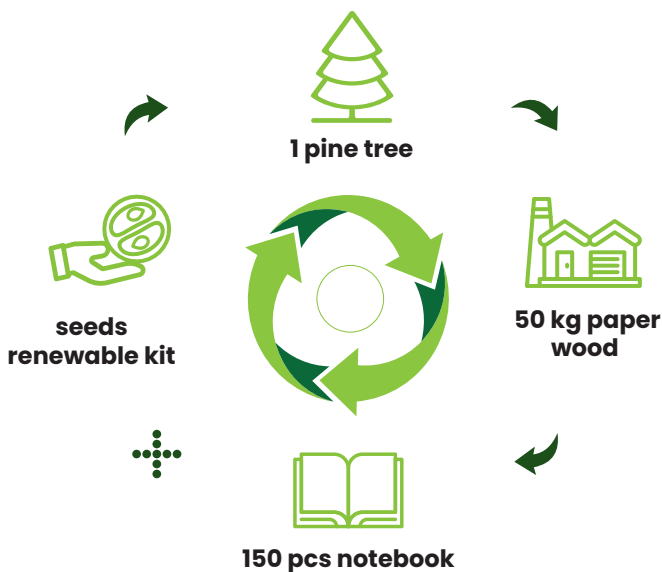 1 pine tree
50 kg paper
wood
150 pcs notebook
seeds
renewable kit